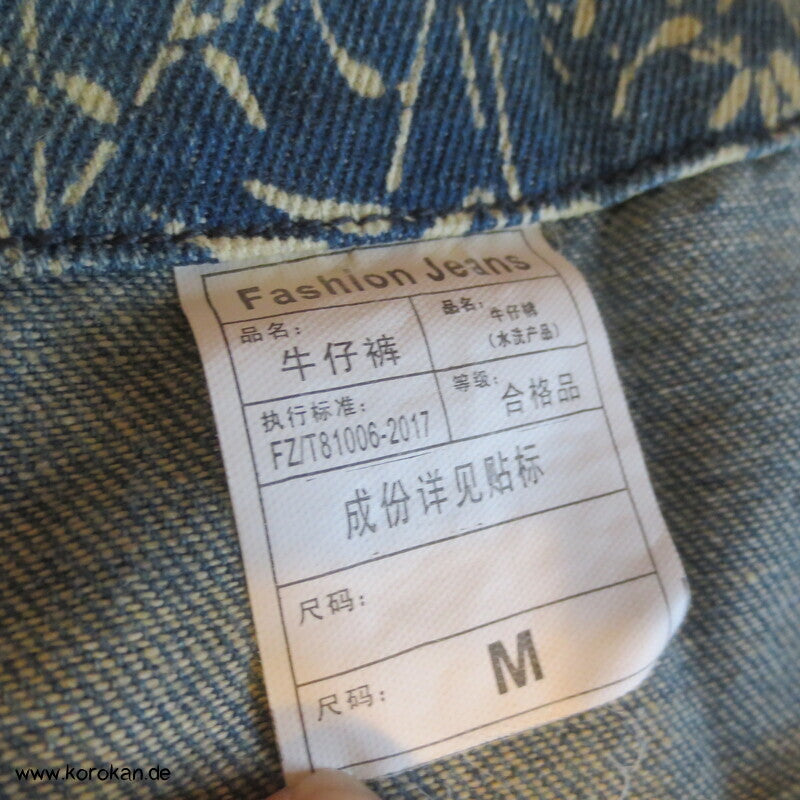 Fashion Jeans
品名:
牛仔裤
品名:
牛仔裤
(水洗产品)
执行标准:
FZ/T81006-2017
等级:
合格品
成份详见贴标
尺码:
尺码:
M
www.korokan.de